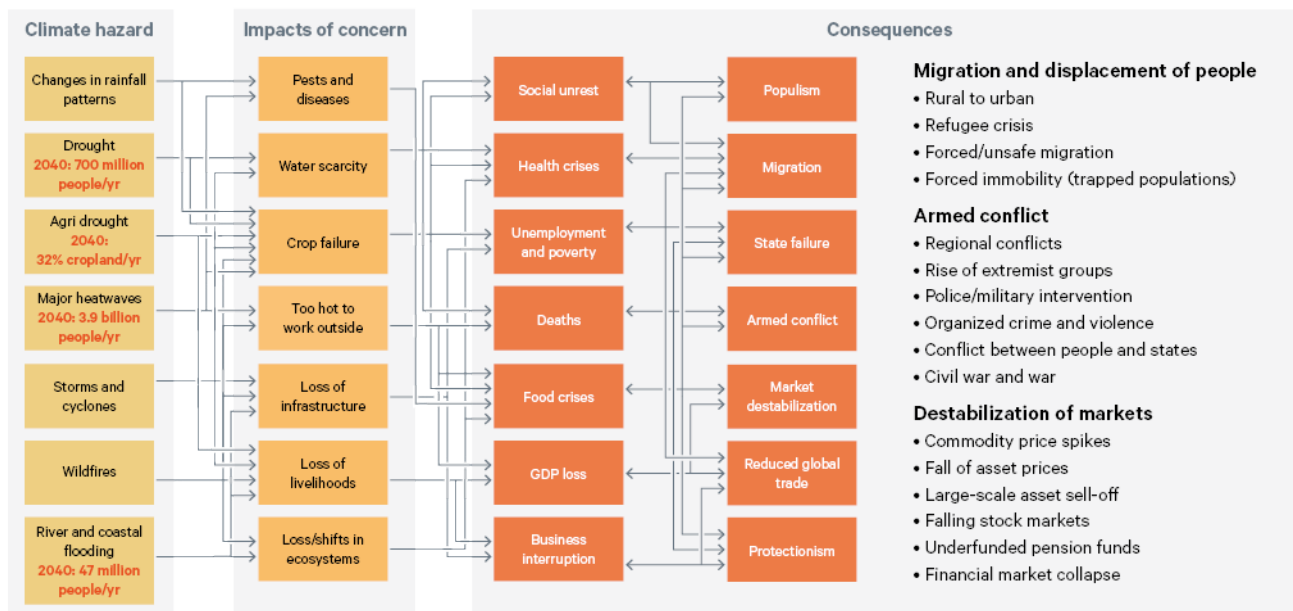 Climate hazard
Impacts of concern
Consequences
Changes in rainfall
patterns
Drought
2040: 700 million
people/yr
Agri drought
2040:
32% cropland/yr
Major heatwaves
2040: 3.9 billion
people/yr
Storms and
cyclones
Wildfires
River and coastal
flooding
2040: 47 million
people/yr
Pests and
diseases
Water scarcity
Crop failure
Too hot to
work outside
Loss of
infrastructure
Loss of
livelihoods
Loss/shifts in
ecosystems
Social unrest
Health crises
Unemployment
and poverty
Deaths
Food crises
GDP loss
Business
interruption
Populism
Migration
State failure
Armed conflict
Market
destabilization
Reduced global
trade
Protectionism
Migration and displacement of people
• Rural to urban
• Refugee crisis
• Forced/unsafe migration
• Forced immobility (trapped populations)
Armed conflict
• Regional conflicts
• Rise of extremist groups
• Police/military intervention
• Organized crime and violence
• Conflict between people and states
• Civil war and war
Destabilization of markets
• Commodity price spikes
• Fall of asset prices
• Large-scale asset sell-off
• Falling stock markets
• Underfunded pension funds
• Financial market collapse